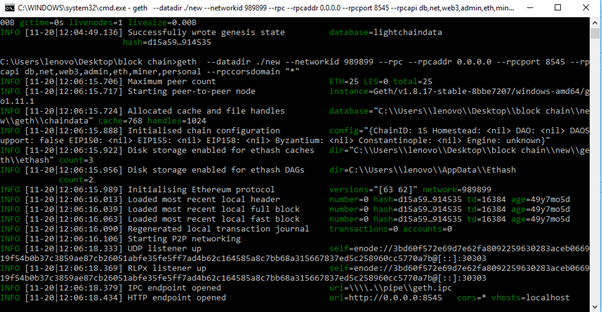 C:\WINDOWS\system32\cmd.exe - geth --datadir ./new --networkid 989899 --rpc --rpcaddr 0.0.0.0 --rpcport 8545 --rpcapi db,net,web3,admin,eth,min...
00B gctime=0s livenodes=1 livesize=0.00B
INFO [11-20|12:04:49.136] Successfully wrote genesis state database=lightchaindata
hash=d15a59…914535
C:\Users\lenovo\Desktop\block chain>geth --datadir ./new --networkid 989899 --rpc --rpcaddr 0.0.0.0 --rpcport 8545 --rp
capi db,net,web3,admin,eth,miner,personal --rpccorsdomain "*"
INFO [11-20|12:06:15.706] Maximum peer count ETH=25 LES=0 total=25
INFO [11-20|12:06:15.717] Starting peer-to-peer node instance=Geth/v1.8.17-stable-8bbe7207/windows-amd64/g
o1.11.1
INFO [11-20|12:06:15.724] Allocated cache and file handles database="C:\\Users\\lenovo\\Desktop\\block chain\\ne
w\\geth\\chaindata" cache=768 handles=1024
INFO [11-20|12:06:15.888] Initialised chain configuration config="{ChainID: 15 Homestead: <nil> DAO: <nil> DAOS
upport: false EIP150: <nil> EIP155: <nil> EIP158: <nil> Byzantium: <nil> Constantinople: <nil> Engine: unknown}"
INFO [11-20|12:06:15.922] Disk storage enabled for ethash caches dir="C:\\Users\\lenovo\\Desktop\\block chain\\new\\ge
th\\ethash" count=3
INFO [11-20|12:06:15.956] Disk storage enabled for ethash DAGs dir=C:\\Users\\lenovo\\AppData\\Ethash
count=2
INFO [11-20|12:06:15.989] Initialising Ethereum protocol versions="[63 62]" network=989899
INFO [11-20|12:06:16.013] Loaded most recent local header number=0 hash=d15a59…914535 td=16384 age=49y7mo5d
INFO [11-20|12:06:16.039] Loaded most recent local full block number=0 hash=d15a59…914535 td=16384 age=49y7mo5d
INFO [11-20|12:06:16.063] Loaded most recent local fast block number=0 hash=d15a59…914535 td=16384 age=49y7mo5d
INFO [11-20|12:06:16.090] Regenerated local transaction journal transactions=0 accounts=0
INFO [11-20|12:06:16.106] Starting P2P networking
INFO [11-20|12:06:18.333] UDP listener up self=enode://3bd60f572e69d7e62fa8092259630283aceb0669
19f54b0b37c3859ae87cb26051abfe35fe5ff7ad4b62c164585a8c7bb68a315667837ed5c258960cc5770a7b@[::]:30303
INFO [11-20|12:06:18.369] RLPx listener up self=enode://3bd60f572e69d7e62fa8092259630283aceb0669
19f54b0b37c3859ae87cb26051abfe35fe5ff7ad4b62c164585a8c7bb68a315667837ed5c258960cc5770a7b@[::]:30303
INFO [11-20|12:06:18.379] IPC endpoint opened url=\\\\.\\pipe\\geth.ipc
INFO [11-20|12:06:18.434] HTTP endpoint opened url=http://0.0.0.0:8545 cors=* vhosts=localhost